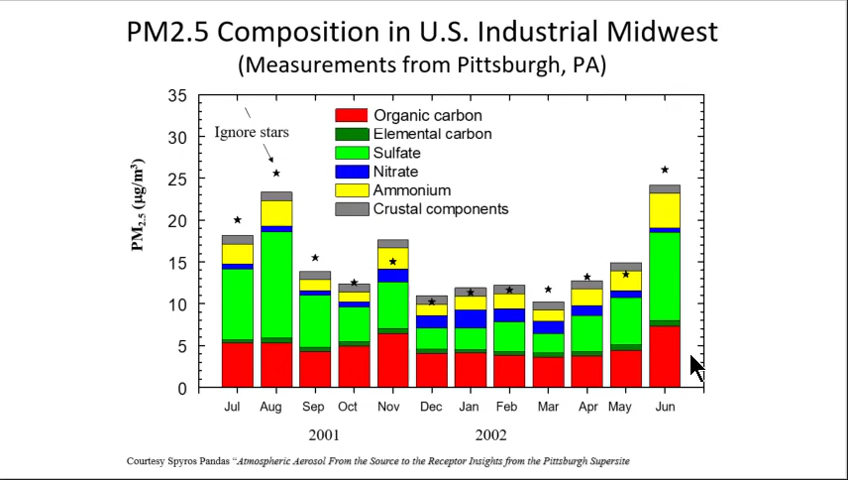 PM2.5 Composition in U.S. Industrial Midwest
(Measurements from Pittsburgh, PA)
35
30
25
20
15
10
5
0
PM2.5 (μg/m3)
Ignore stars
Organic carbon
Elemental carbon
Sulfate
Nitrate
Ammonium
Crustal components
Jul Aug Sep Oct Nov Dec Jan Feb Mar Apr May Jun
2001 2002
Courtesy Spyros Pandas “Atmospheric Aerosol From the Source to the Receptor Insights from the Pittsburgh Supersite